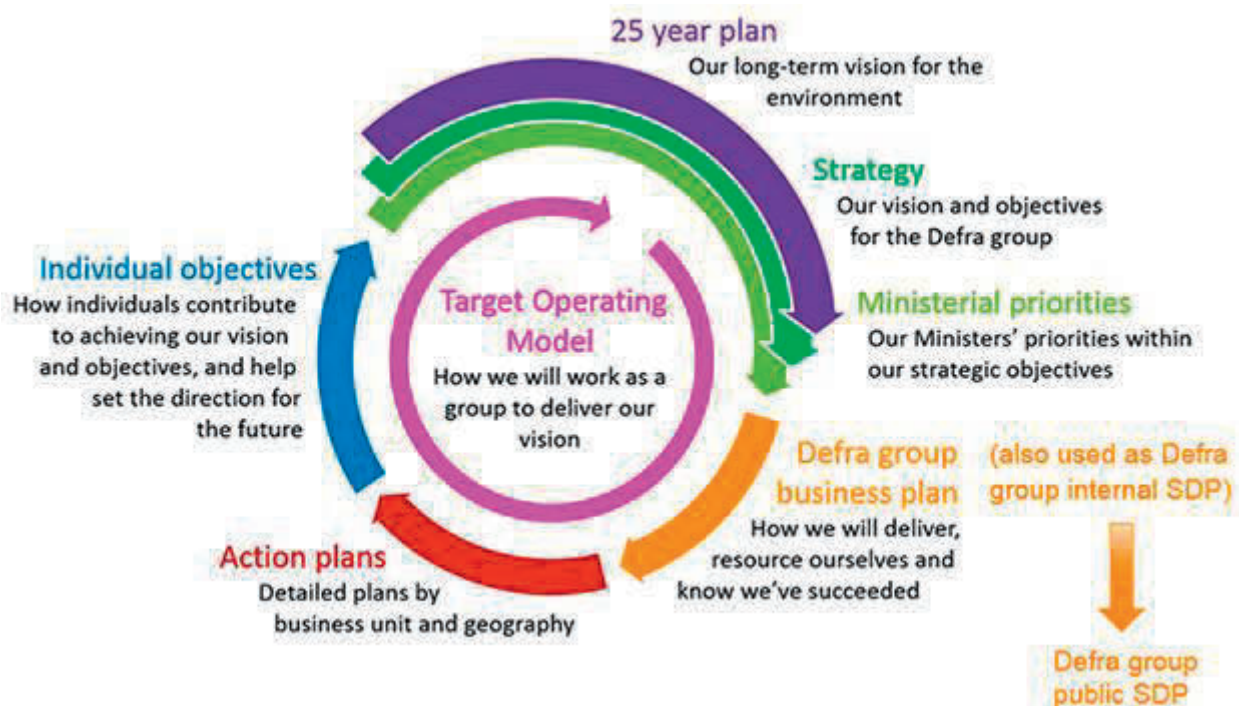 25 year plan
Our long-term vision for the
environment
Strategy
Our vision and objectives
for the Defra group
Ministerial priorities
Our Ministers’ priorities within
our strategic objectives
Defra group
business plan
How we will deliver,
resource ourselves and
know we’ve succeeded
(also used as Defra
group internal SDP)
Defra group
public SDP
Action plans
Detailed plans by
business unit and geography
Individual objectives
How individuals contribute
to achieving our vision
and objectives, and help
set the direction for
the future
Target Operating
Model
How we will work as a
group to deliver our
vision